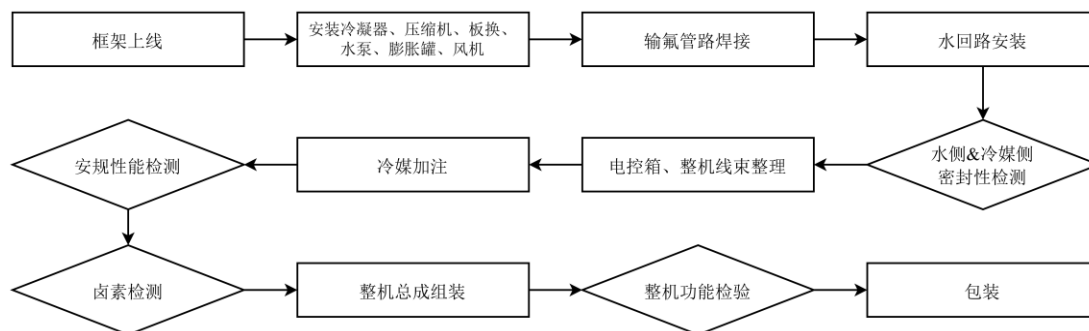 框架上线
安装冷凝器、压缩机、板换、
水泵、膨胀罐、风机
输氟管路焊接
水回路安装
水侧&冷媒侧
密封性检测
电控箱、整机线束整理
冷媒加注
安规性能检测
卤素检测
整机总成组装
整机功能检验
包装